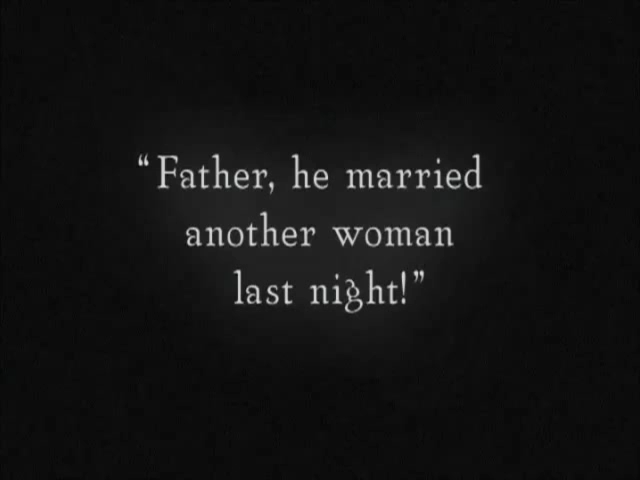 “Father, he married
another woman
last night!”